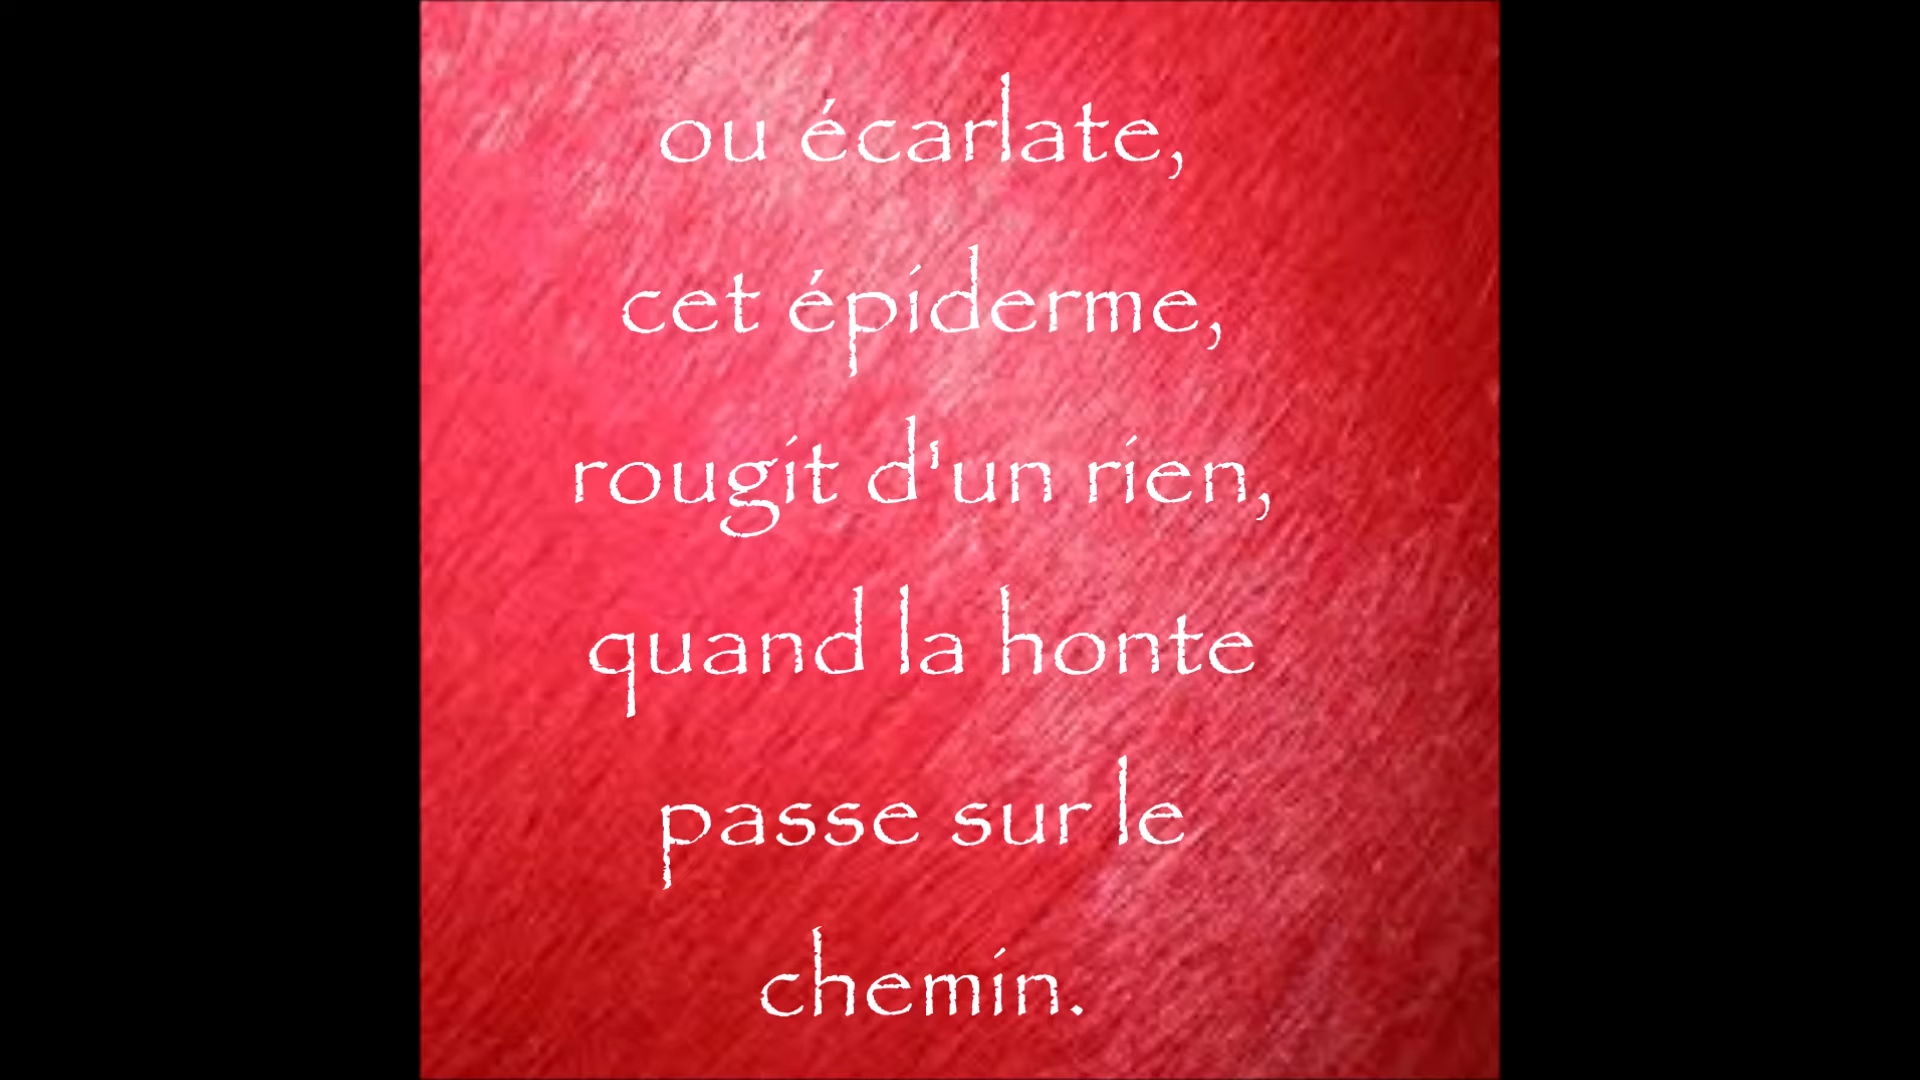 ou écarlate,
cet épiderme,
rougit d'un rien,
quand la honte
passe sur le
chemin.